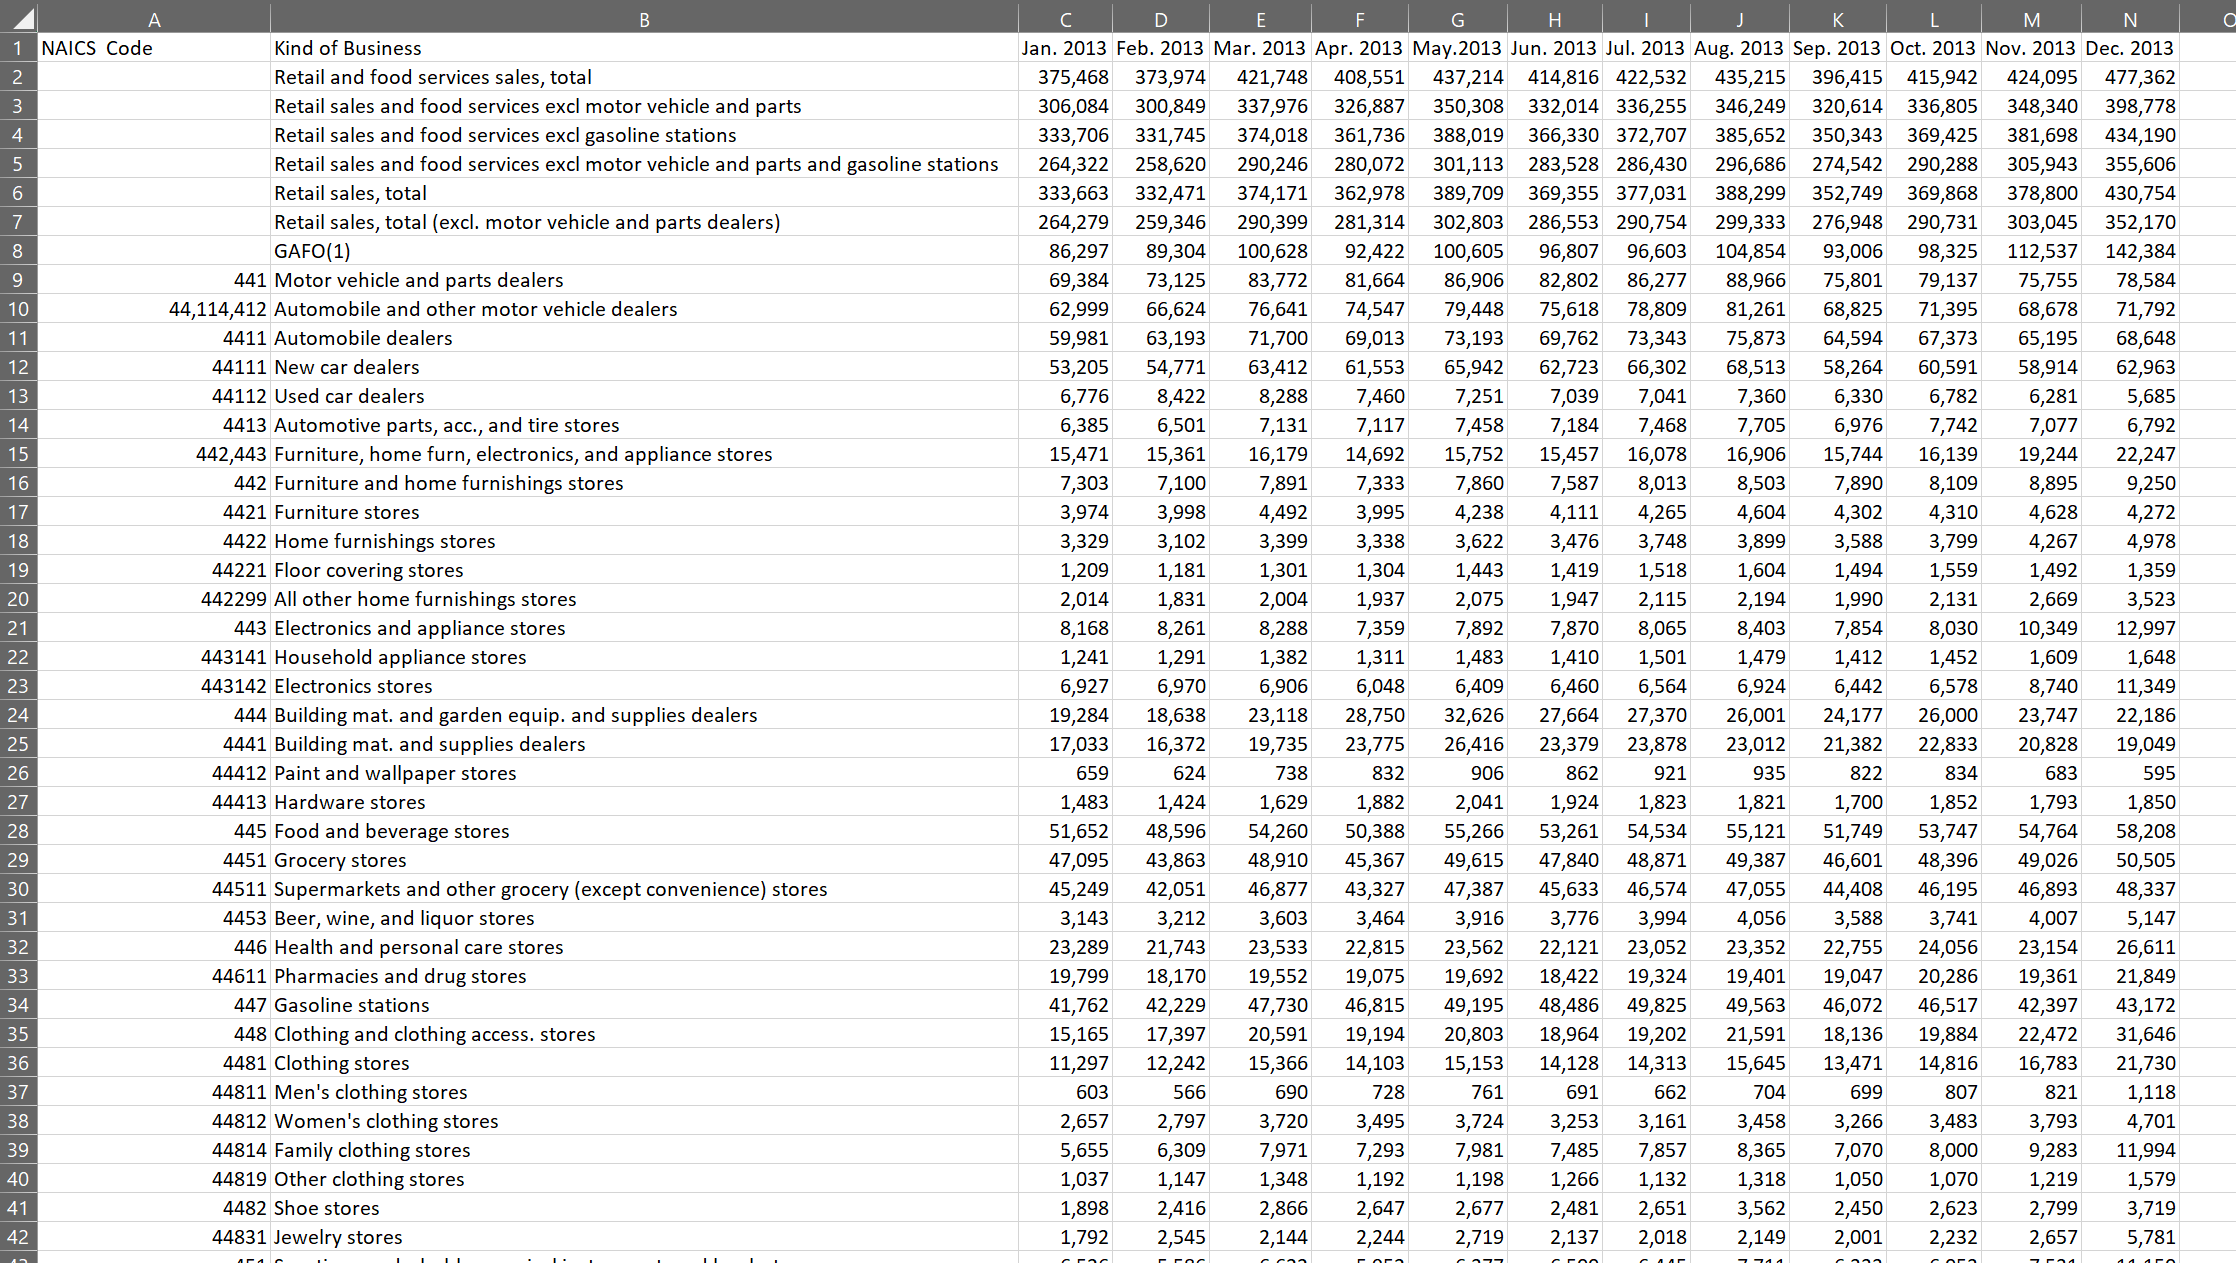 A B C D E F G H I J K L M N
1 NAICS Code Kind of Business Jan. 2013 Feb. 2013 Mar. 2013 Apr. 2013 May.2013 Jun. 2013 Jul. 2013 Aug. 2013 Sep. 2013 Oct. 2013 Nov. 2013 Dec. 2013
2 Retail and food services sales, total 375,468 373,974 421,748 408,551 437,214 414,816 422,532 435,215 396,415 415,942 424,095 477,362
3 Retail sales and food services excl motor vehicle and parts 306,084 300,849 337,976 326,887 350,308 332,014 336,255 346,249 320,614 336,805 348,340 398,778
4 Retail sales and food services excl gasoline stations 333,706 331,745 374,018 361,736 388,019 366,330 372,707 385,652 350,343 369,425 381,698 434,190
5 Retail sales and food services excl motor vehicle and parts and gasoline stations 264,322 258,620 290,246 280,072 301,113 283,528 286,430 296,686 274,542 290,288 305,943 355,606
6 Retail sales, total 333,663 332,471 374,171 362,978 389,709 369,355 377,031 388,299 352,749 369,868 378,800 430,754
7 Retail sales, total (excl. motor vehicle and parts dealers) 264,279 259,346 290,399 281,314 302,803 286,553 290,754 299,333 276,948 290,731 303,045 352,170
8 GAFO(1) 86,297 89,304 100,628 92,422 100,605 96,807 96,603 104,854 93,006 98,325 112,537 142,384
9 441 Motor vehicle and parts dealers 69,384 73,125 83,772 81,664 86,906 82,802 86,277 88,966 75,801 79,137 75,755 78,584
10 44,114,412 Automobile and other motor vehicle dealers 62,999 66,624 76,641 74,547 79,448 75,618 78,809 81,261 68,825 71,395 68,678 71,792
11 4411 Automobile dealers 59,981 63,193 71,700 69,013 73,193 69,762 73,343 75,873 64,594 67,373 65,195 68,648
12 44111 New car dealers 53,205 54,771 63,412 61,553 65,942 62,723 66,302 68,513 58,264 60,591 58,914 62,963
13 44112 Used car dealers 6,776 8,422 8,288 7,460 7,251 7,039 7,041 7,360 6,330 6,782 6,281 5,685
14 4413 Automotive parts, acc., and tire stores 6,385 6,501 7,131 7,117 7,458 7,184 7,468 7,705 6,976 7,742 7,077 6,792
15 442,443 Furniture, home furn, electronics, and appliance stores 15,471 15,361 16,179 14,692 15,752 15,457 16,078 16,906 15,744 16,139 19,244 22,247
16 442 Furniture and home furnishings stores 7,303 7,100 7,891 7,333 7,860 7,587 8,013 8,503 7,890 8,109 8,895 9,250
17 4421 Furniture stores 3,974 3,998 4,492 3,995 4,238 4,111 4,265 4,604 4,302 4,310 4,628 4,272
18 4422 Home furnishings stores 3,329 3,102 3,399 3,338 3,622 3,476 3,748 3,899 3,588 3,799 4,267 4,978
19 44221 Floor covering stores 1,209 1,181 1,301 1,304 1,443 1,419 1,518 1,604 1,494 1,559 1,492 1,359
20 442299 All other home furnishings stores 2,014 1,831 2,004 1,937 2,075 1,947 2,115 2,194 1,990 2,131 2,669 3,523
21 443 Electronics and appliance stores 8,168 8,261 8,288 7,359 7,892 7,870 8,065 8,403 7,854 8,030 10,349 12,997
22 443141 Household appliance stores 1,241 1,291 1,382 1,311 1,483 1,410 1,501 1,479 1,412 1,452 1,609 1,648
23 443142 Electronics stores 6,927 6,970 6,906 6,048 6,409 6,460 6,564 6,924 6,442 6,578 8,740 11,349
24 444 Building mat. and garden equip. and supplies dealers 19,284 18,638 23,118 28,750 32,626 27,664 27,370 26,001 24,177 26,000 23,747 22,186
25 4441 Building mat. and supplies dealers 17,033 16,372 19,735 23,775 26,416 23,379 23,878 23,012 21,382 22,833 20,828 19,049
26 44412 Paint and wallpaper stores 659 624 738 832 906 862 921 935 822 834 683 595
27 44413 Hardware stores 1,483 1,424 1,629 1,882 2,041 1,924 1,823 1,821 1,700 1,852 1,793 1,850
28 445 Food and beverage stores 51,652 48,596 54,260 50,388 55,266 53,261 54,534 55,121 51,749 53,747 54,764 58,208
29 4451 Grocery stores 47,095 43,863 48,910 45,367 49,615 47,840 48,871 49,387 46,601 48,396 49,026 50,505
30 44511 Supermarkets and other grocery (except convenience) stores 45,249 42,051 46,877 43,327 47,387 45,633 46,574 47,055 44,408 46,195 46,893 48,337
31 4453 Beer, wine, and liquor stores 3,143 3,212 3,603 3,464 3,916 3,776 3,994 4,056 3,588 3,741 4,007 5,147
32 446 Health and personal care stores 23,289 21,743 23,533 22,815 23,562 22,121 23,052 23,352 22,755 24,056 23,154 26,611
33 44611 Pharmacies and drug stores 19,799 18,170 19,552 19,075 19,692 18,422 19,324 19,401 19,047 20,286 19,361 21,849
34 447 Gasoline stations 41,762 42,229 47,730 46,815 49,195 48,486 49,825 49,563 46,072 46,517 42,397 43,172
35 448 Clothing and clothing access. stores 15,165 17,397 20,591 19,194 20,803 18,964 19,202 21,591 18,136 19,884 22,472 31,646
36 4481 Clothing stores 11,297 12,242 15,366 14,103 15,153 14,128 14,313 15,645 13,471 14,816 16,783 21,730
37 44811 Men's clothing stores 603 566 690 728 761 691 662 704 699 807 821 1,118
38 44812 Women's clothing stores 2,657 2,797 3,720 3,495 3,724 3,253 3,161 3,458 3,266 3,483 3,793 4,701
39 44814 Family clothing stores 5,655 6,309 7,971 7,293 7,981 7,485 7,857 8,365 7,070 8,000 9,283 11,994
40 44819 Other clothing stores 1,037 1,147 1,348 1,192 1,198 1,266 1,132 1,318 1,050 1,070 1,219 1,579
41 4482 Shoe stores 1,898 2,416 2,866 2,647 2,677 2,481 2,651 3,562 2,450 2,623 2,799 3,719
42 44831 Jewelry stores 1,792 2,545 2,144 2,244 2,719 2,137 2,018 2,149 2,001 2,232 2,657 5,781